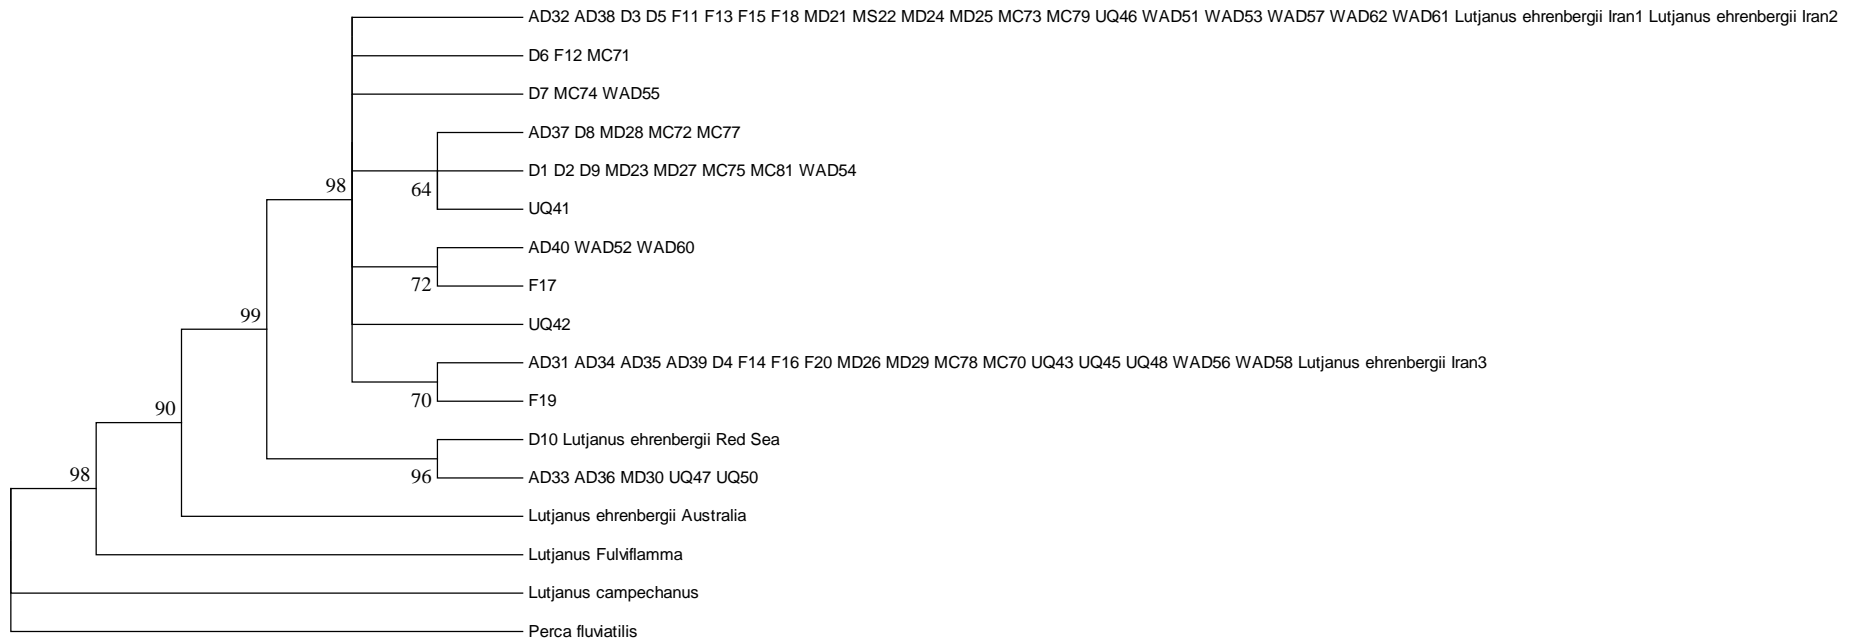 AD32 AD38 D3 D5 F11 F13 F15 F18 MD21 MS22 MD24 MD25 MC73 MC79 UQ46 WAD51 WAD53 WAD57 WAD62 WAD61 Lutjanus ehrenbergii Iran1 Lutjanus ehrenbergii Iran2
D6 F12 MC71
D7 MC74 WAD55
AD37 D8 MD28 MC72 MC77
D1 D2 D9 MD23 MD27 MC75 MC81 WAD54
98
64
UQ41
AD40 WAD52 WAD60
72
F17
99
UQ42
AD31 AD34 AD35 AD39 D4 F14 F16 F20 MD26 MD29 MC78 MC70 UQ43 UQ45 UQ48 WAD56 WAD58 Lutjanus ehrenbergii Iran3
70
F19
90
D10 Lutjanus ehrenbergii Red Sea
98
96
AD33 AD36 MD30 UQ47 UQ50
Lutjanus ehrenbergii Australia
Lutjanus Fulviflamma
Lutjanus campechanus
Perca fluviatilis